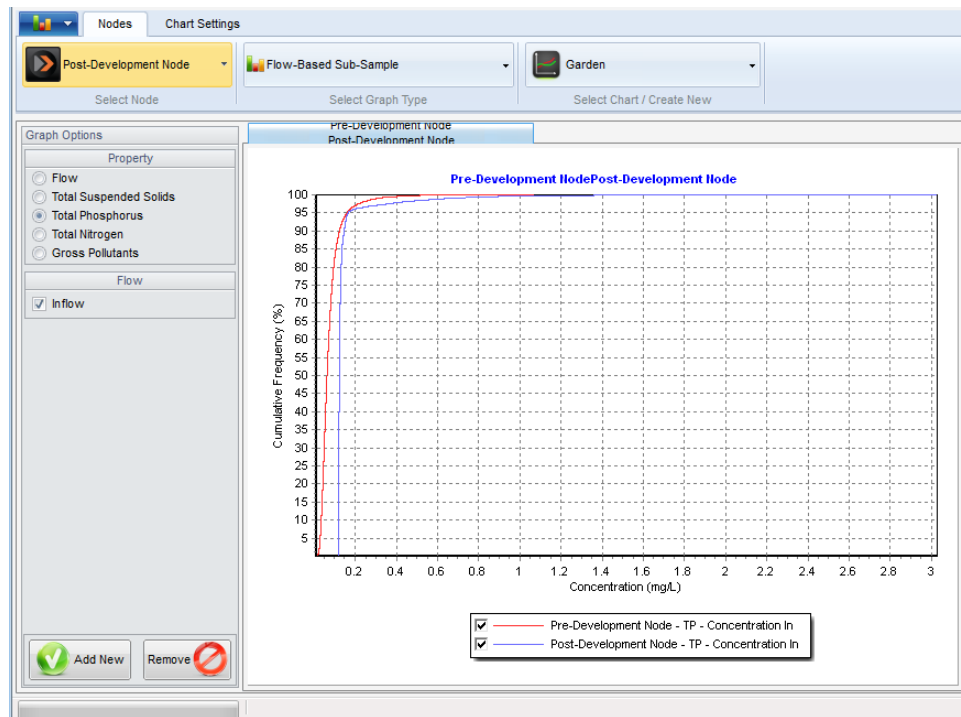 Nodes Chart Settings
Post-Development Node Flow-Based Sub-Sample Garden
Select Node Select Graph Type Select Chart / Create New
Graph Options
Property
Flow
Total Suspended Solids
Total Phosphorus
Total Nitrogen
Gross Pollutants
Flow
Inflow
Add New Remove
Pre-Development Node
Post-Development Node
Pre-Development NodePost-Development Node
Cumulative Frequency (%)
100
95
90
85
80
75
70
65
60
55
50
45
40
35
30
25
20
15
10
5
0.2 0.4 0.6 0.8 1 1.2 1.4 1.6 1.8 2 2.2 2.4 2.6 2.8 3
Concentration (mg/L)
Pre-Development Node - TP - Concentration In
Post-Development Node - TP - Concentration In